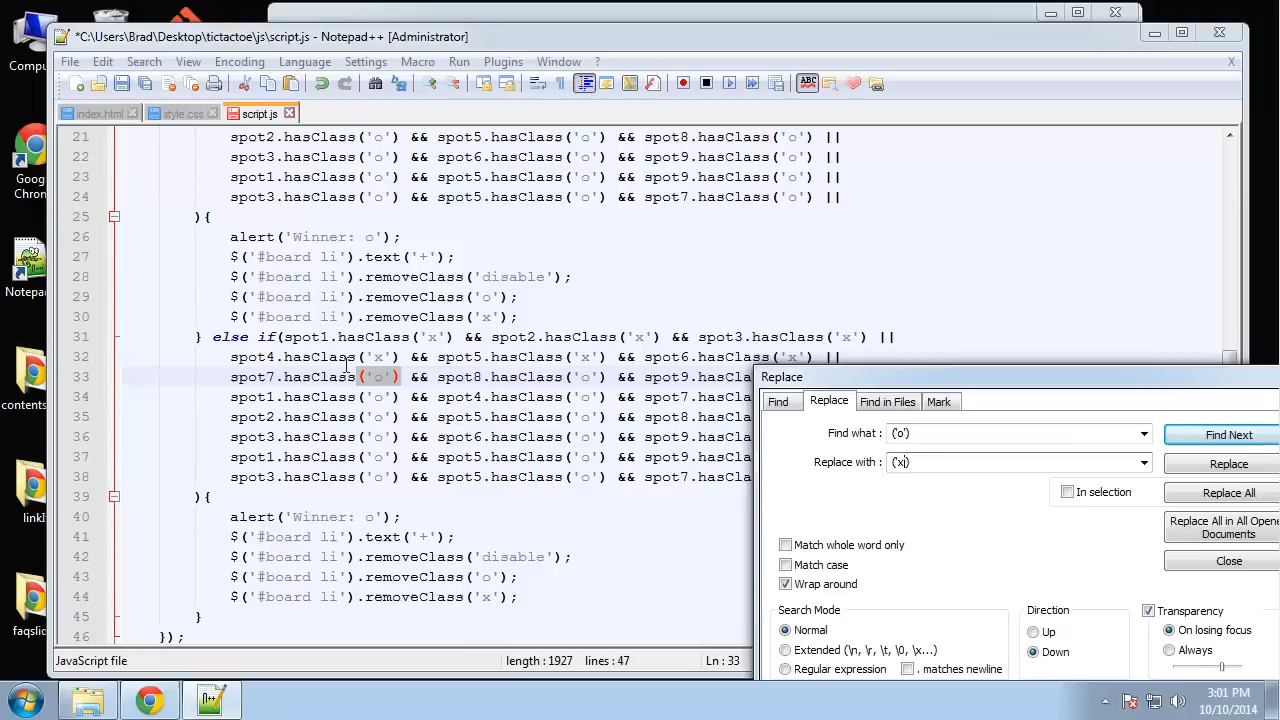 *C:\Users\Brad\Desktop\tictactoe\js\script.js - Notepad++ [Administrator]
File Edit Search View Encoding Language Settings Macro Run Plugins Window ? X
index.html style.css script.js
21 spot2.hasClass('o') && spot5.hasClass('o') && spot8.hasClass('o') ||
22 spot3.hasClass('o') && spot6.hasClass('o') && spot9.hasClass('o') ||
23 spot1.hasClass('o') && spot5.hasClass('o') && spot9.hasClass('o') ||
24 spot3.hasClass('o') && spot5.hasClass('o') && spot7.hasClass('o') ||
25 ){
26 alert('Winner: o');
27 $('#board li').text('+');
28 $('#board li').removeClass('disable');
29 $('#board li').removeClass('o');
30 $('#board li').removeClass('x');
31 } else if(spot1.hasClass('x') && spot2.hasClass('x') && spot3.hasClass('x') ||
32 spot4.hasClass('x') && spot5.hasClass('x') && spot6.hasClass('x') ||
33 spot7.hasClass('o') && spot8.hasClass('o') && spot9.hasCla
34 spot1.hasClass('o') && spot4.hasClass('o') && spot7.hasCla
35 spot2.hasClass('o') && spot5.hasClass('o') && spot8.hasCla
36 spot3.hasClass('o') && spot6.hasClass('o') && spot9.hasCla
37 spot1.hasClass('o') && spot5.hasClass('o') && spot9.hasCla
38 spot3.hasClass('o') && spot5.hasClass('o') && spot7.hasCla
39 ){
40 alert('Winner: o');
41 $('#board li').text('+');
42 $('#board li').removeClass('disable');
43 $('#board li').removeClass('o');
44 $('#board li').removeClass('x');
45 }
46 });
JavaScript file length : 1927 lines : 47 Ln : 33
Replace
Find Replace Find in Files Mark
Find what : ('o') Find Next
Replace with : ('x') Replace
In selection Replace All
Replace All in All Opene
Documents
Match whole word only
Match case Close
Wrap around
Search Mode Direction Transparency
Normal Up On losing focus
Extended (\n, \r, \t, \0, \x...) Down Always
Regular expression . matches newline
Compu
Goog
Chron
Notepa
contents
linkI
faqslid
3:01 PM
10/10/2014